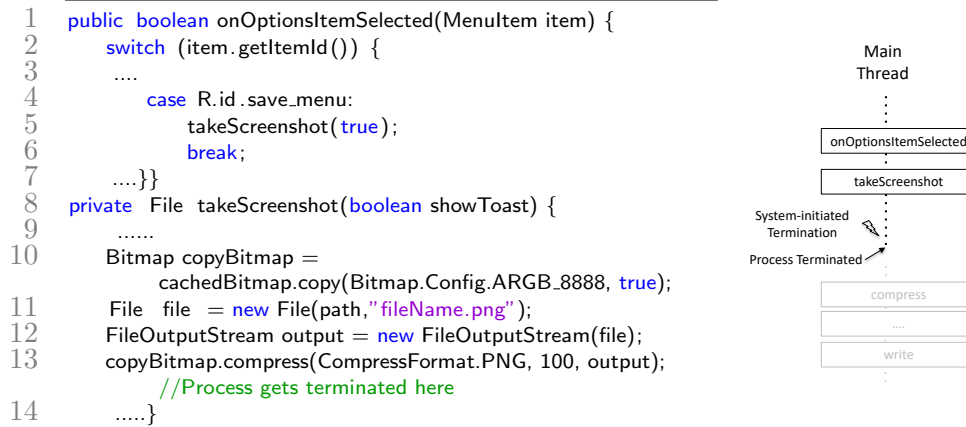 1 public boolean onOptionsItemSelected(MenuItem item) {
2 switch (item.getItemId()) {
3 ....
4 case R.id.save_menu:
5 takeScreenshot(true);
6 break;
7 ....}}
8 private File takeScreenshot(boolean showToast) {
9 ......
10 Bitmap copyBitmap =
cachedBitmap.copy(Bitmap.Config.ARGB_8888, true);
11 File file = new File(path,"fileName.png");
12 FileOutputStream output = new FileOutputStream(file);
13 copyBitmap.compress(CompressFormat.PNG, 100, output);
//Process gets terminated here
14 .....}
Main
Thread
onOptionsItemSelected
takeScreenshot
System-initiated
Termination
Process Terminated
compress
....
write